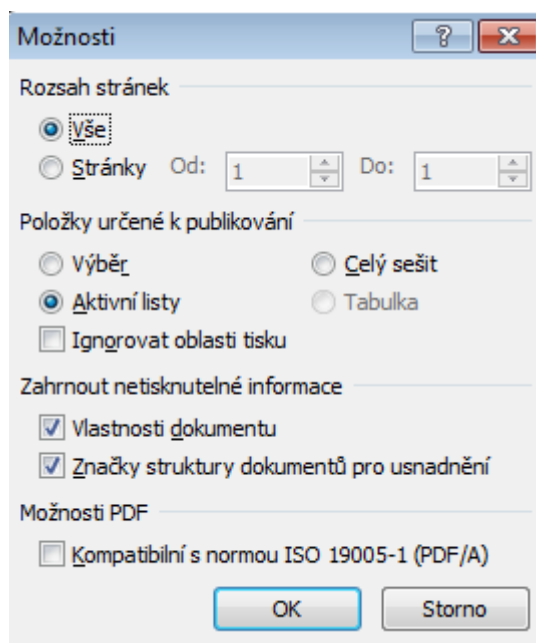 Možnosti
Rozsah stránek
Vše
Stránky Od: 1 Do: 1
Položky určené k publikování
Výběr Celý sešit
Aktivní listy Tabulka
Ignorovat oblasti tisku
Zahrnout netisknutelné informace
Vlastnosti dokumentu
Značky struktury dokumentů pro usnadnění
Možnosti PDF
Kompatibilní s normou ISO 19005-1 (PDF/A)
OK Storno